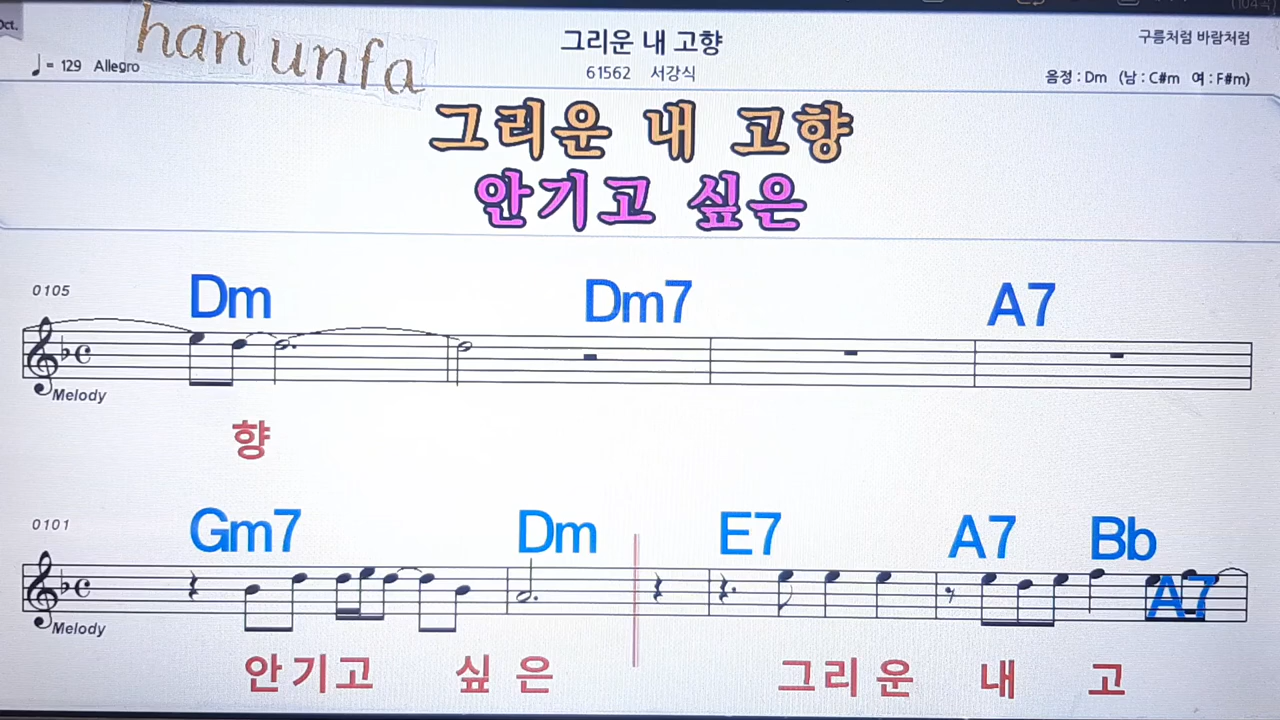 Oct.
han unfa
그리운 내 고향
구름처럼 바람처럼
♩ = 129 Allegro
61562 서강식
음정 : Dm (남 : C#m 여 : F#m)
그리운 내 고향
안기고 싶은
0105
Dm Dm7 A7
Melody
향
0101
Gm7 Dm E7 A7 Bb
A7
Melody
안기고 싶은 그리운 내 고